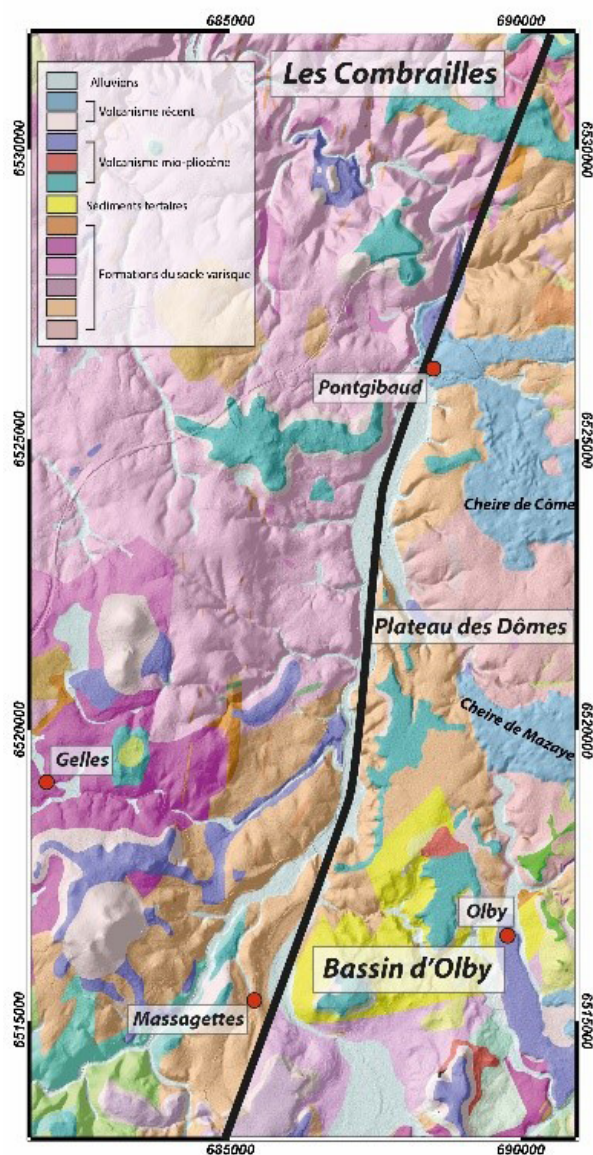 685000
690000
Les Combrailles
Alluvions
Volcanisme récent
Volcanisme mio-pliocène
Sédiments tertaires
Formations du socle varisque
6530000
6530000
Pontgibaud
6525000
6525000
Cheire de Côme
Plateau des Dômes
6520000
6520000
Cheire de Mazaye
Gelles
Olby
Bassin d'Olby
Massagettes
6515000
6515000
685000
690000